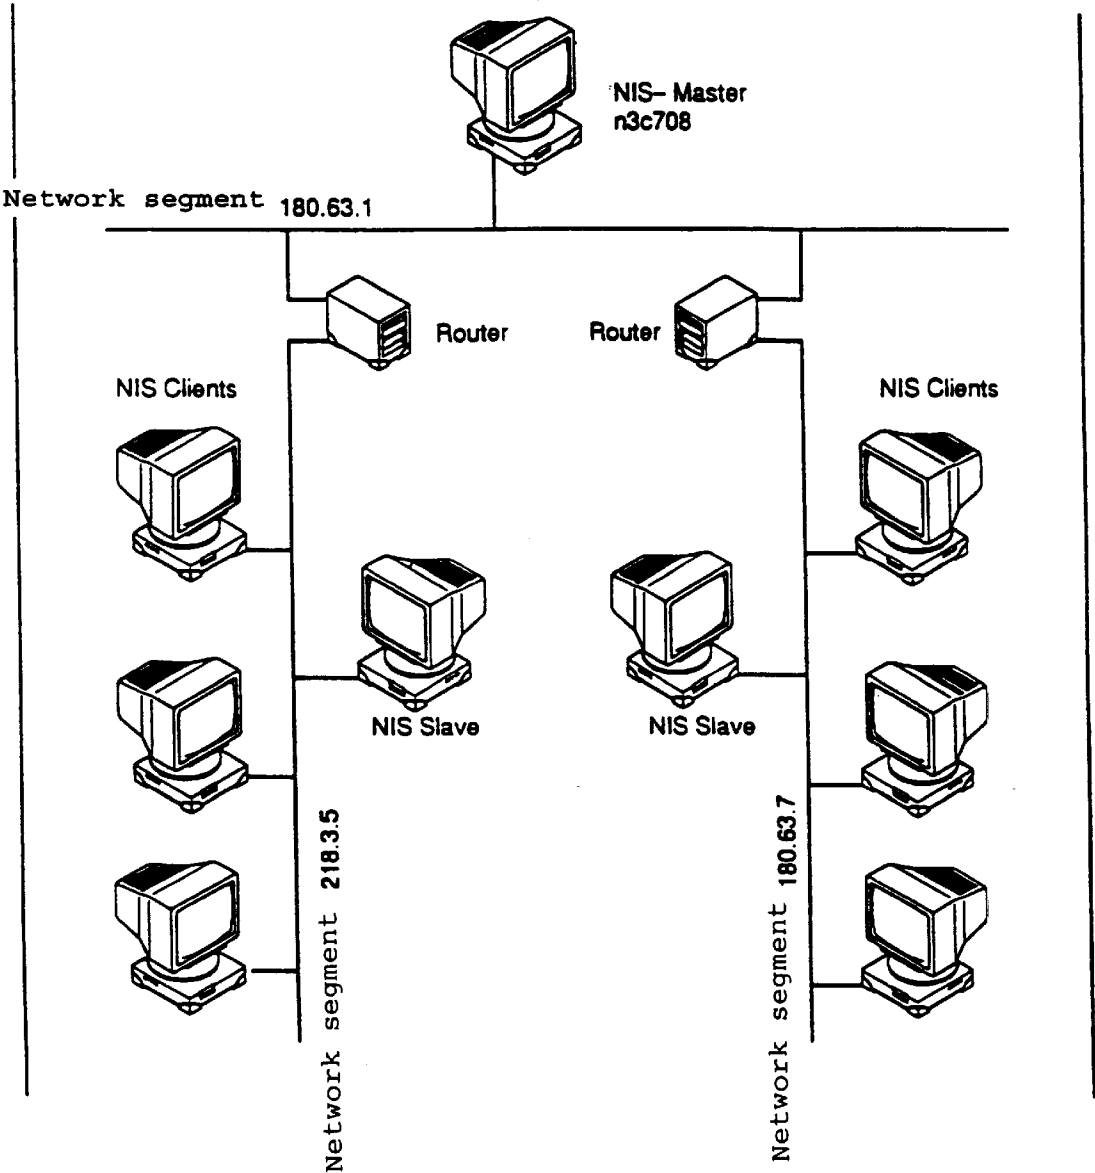 NIS– Master
n3c708
Network segment 180.63.1
Router
Router
NIS Clients
NIS Clients
NIS Slave
NIS Slave
Network segment 218.3.5
Network segment 180.63.7